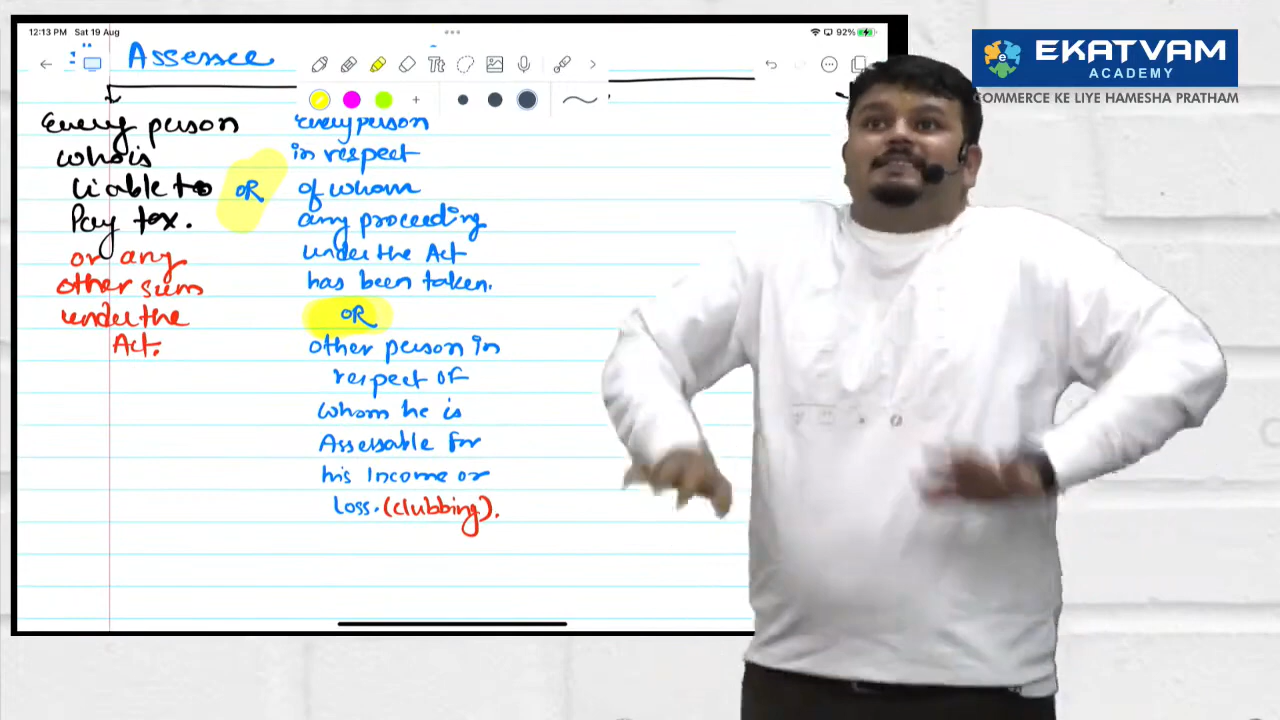 12:13 PM Sat 19 Aug
92%
Assessee
Every person
who is
liable to
Pay tax.
or any
other sum
under the
Act.
OR
every person
in respect
of whom
any proceeding
under the Act
has been taken.
OR
other person in
respect of
whom he is
Assessable for
his Income or
loss. (clubbing).
EKATVAM
ACADEMY
COMMERCE KE LIYE HAMESHA PRATHAM